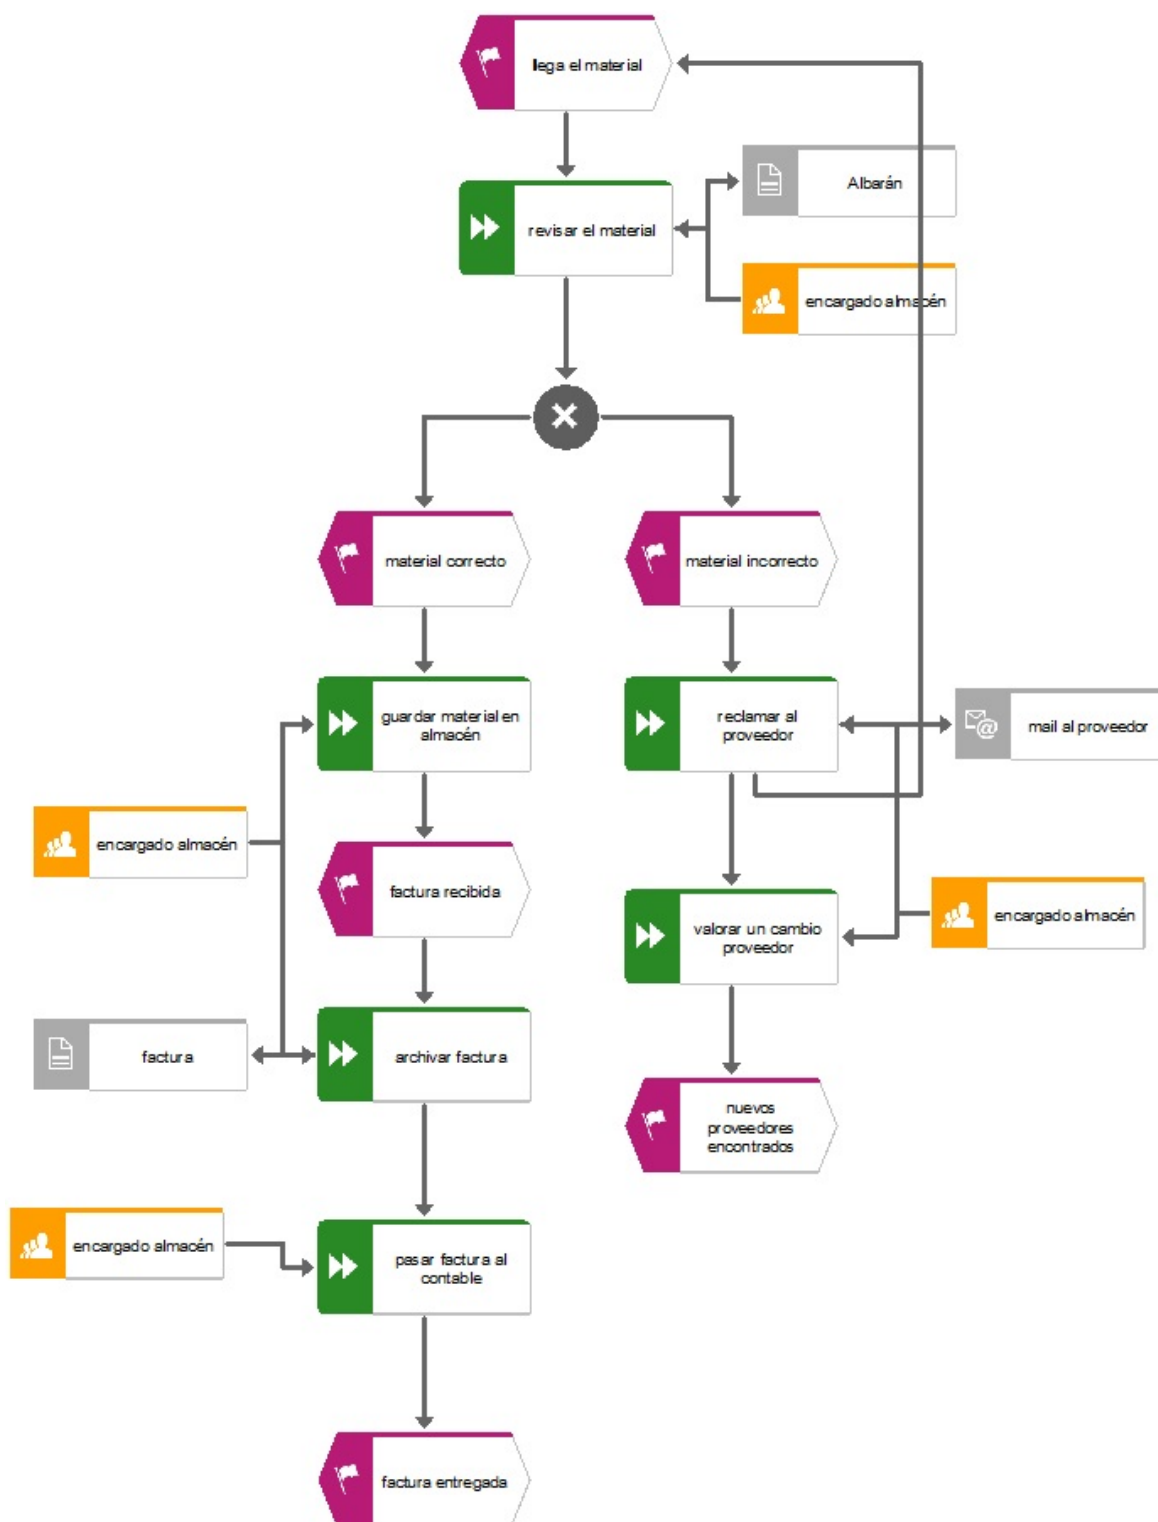 llega el material
Albarán
revisar el material
encargado almacén
material correcto
material incorrecto
guardar material en
almacén
reclamar al
proveedor
mail al proveedor
encargado almacén
factura recibida
encargado almacén
valorar un cambio
proveedor
factura
archivar factura
nuevos
proveedores
encontrados
encargado almacén
pasar factura al
contable
factura entregada